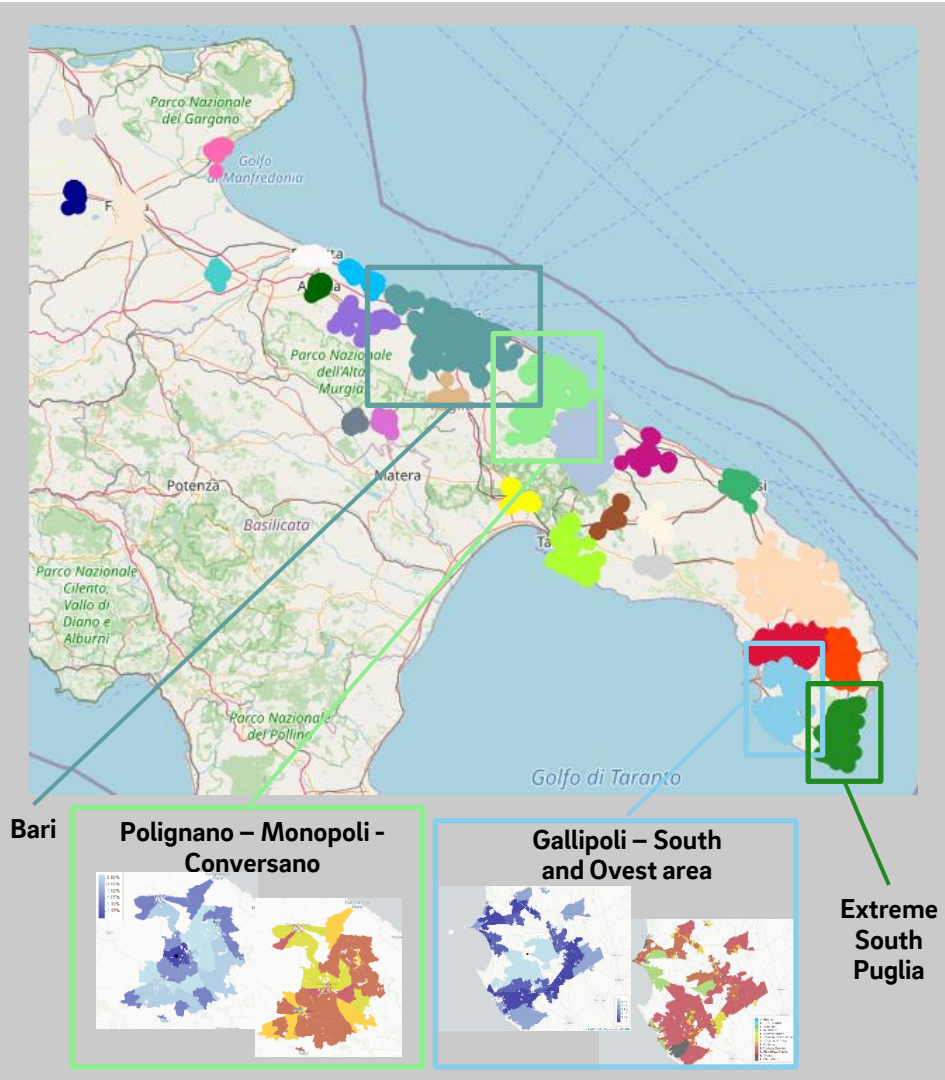 Parco Nazionale
del Gargano
Golfo
di Manfredonia
Parco Nazionale
dell'Alta
Murgia
Matera
Potenza
Basilicata
Parco Nazionale
Cilento,
Vallo di
Diano e
Alburni
Parco Nazionale
del Pollino
Golfo di Taranto
Bari
Polignano – Monopoli -
Conversano
Gallipoli – South
and Ovest area
Extreme
South
Puglia